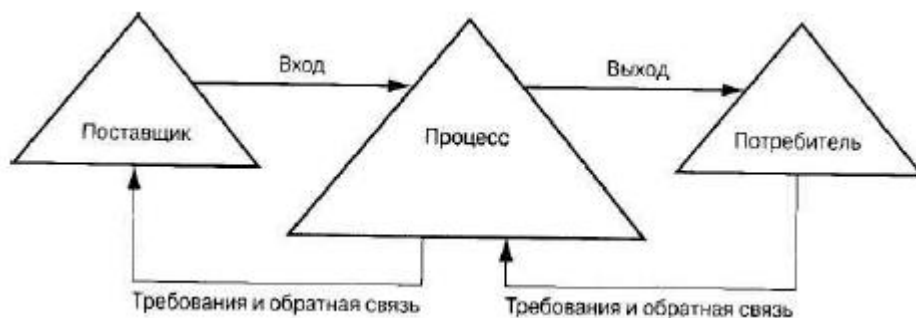 Вход
Выход
Поставщик
Процесс
Потребитель
Требования и обратная связь
Требования и обратная связь